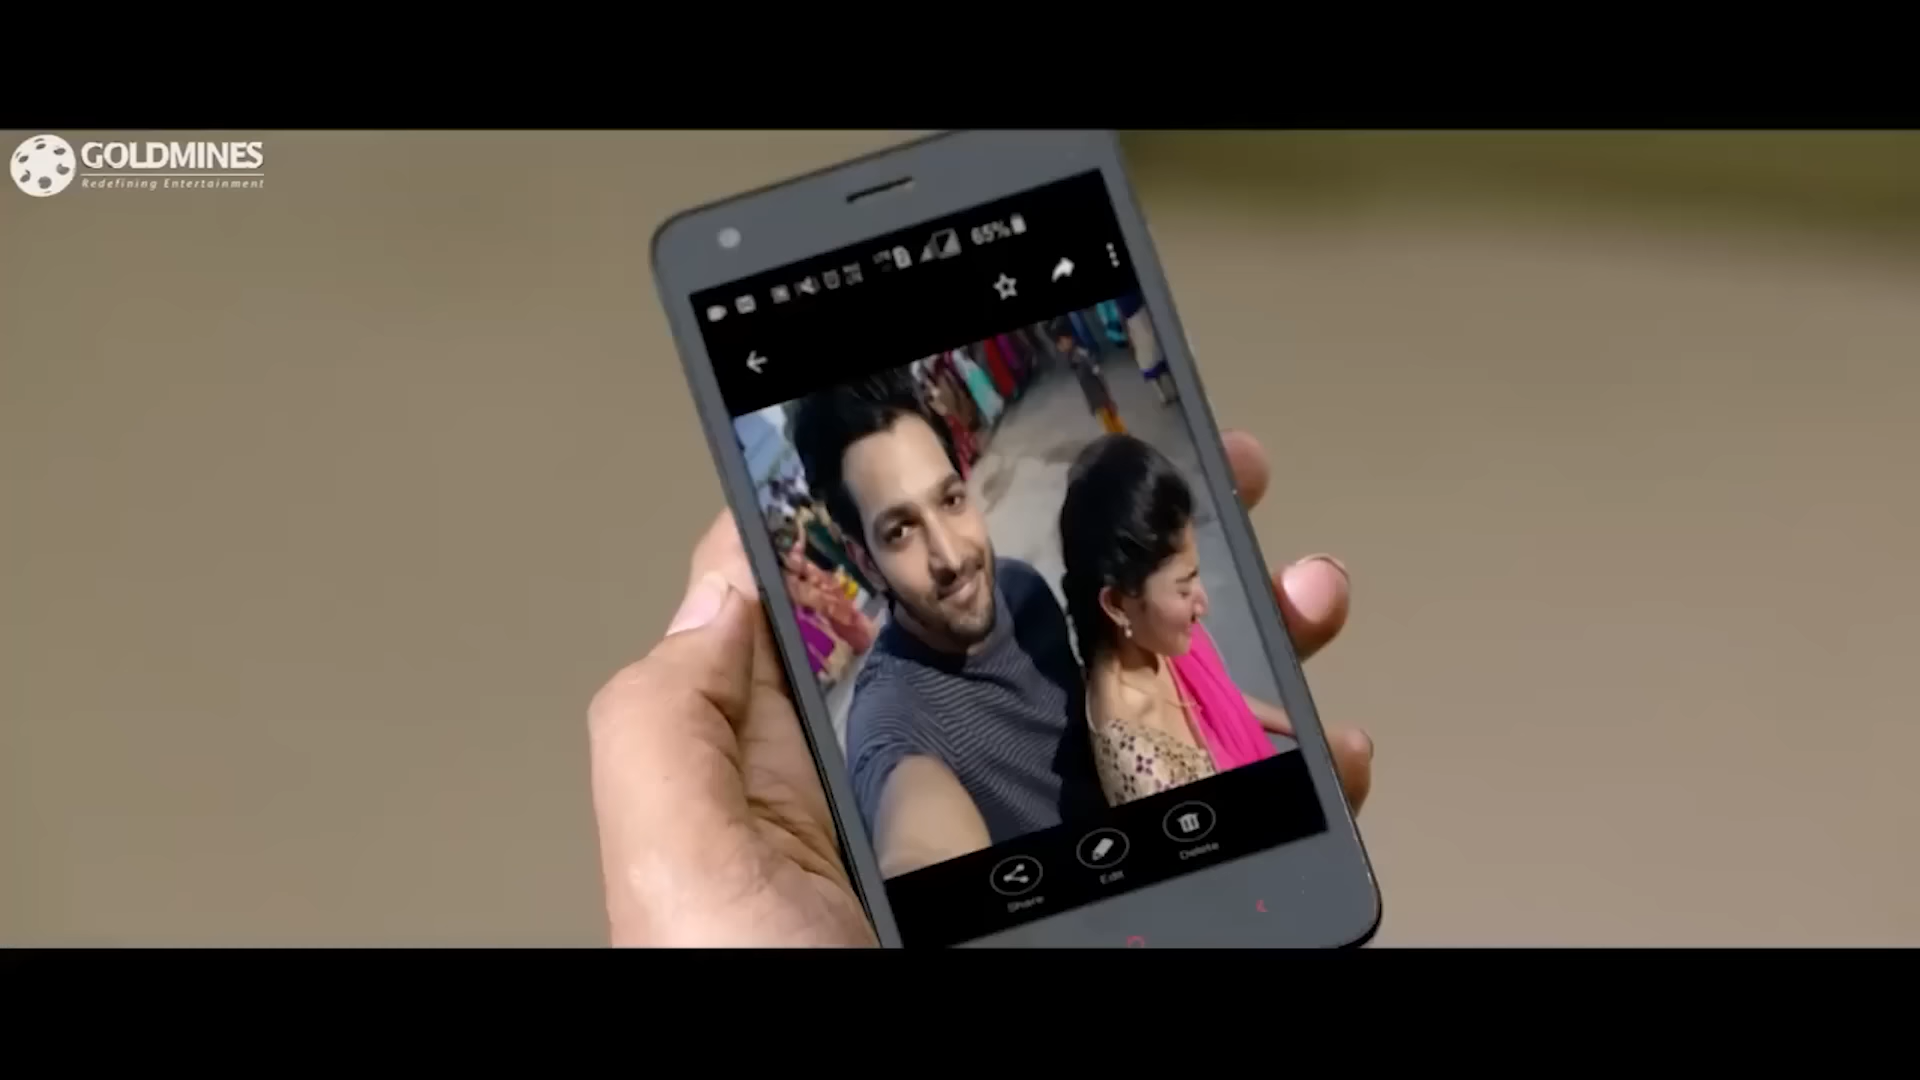 GOLDMINES
Redefining Entertainment
65%
Share
Edit
Delete